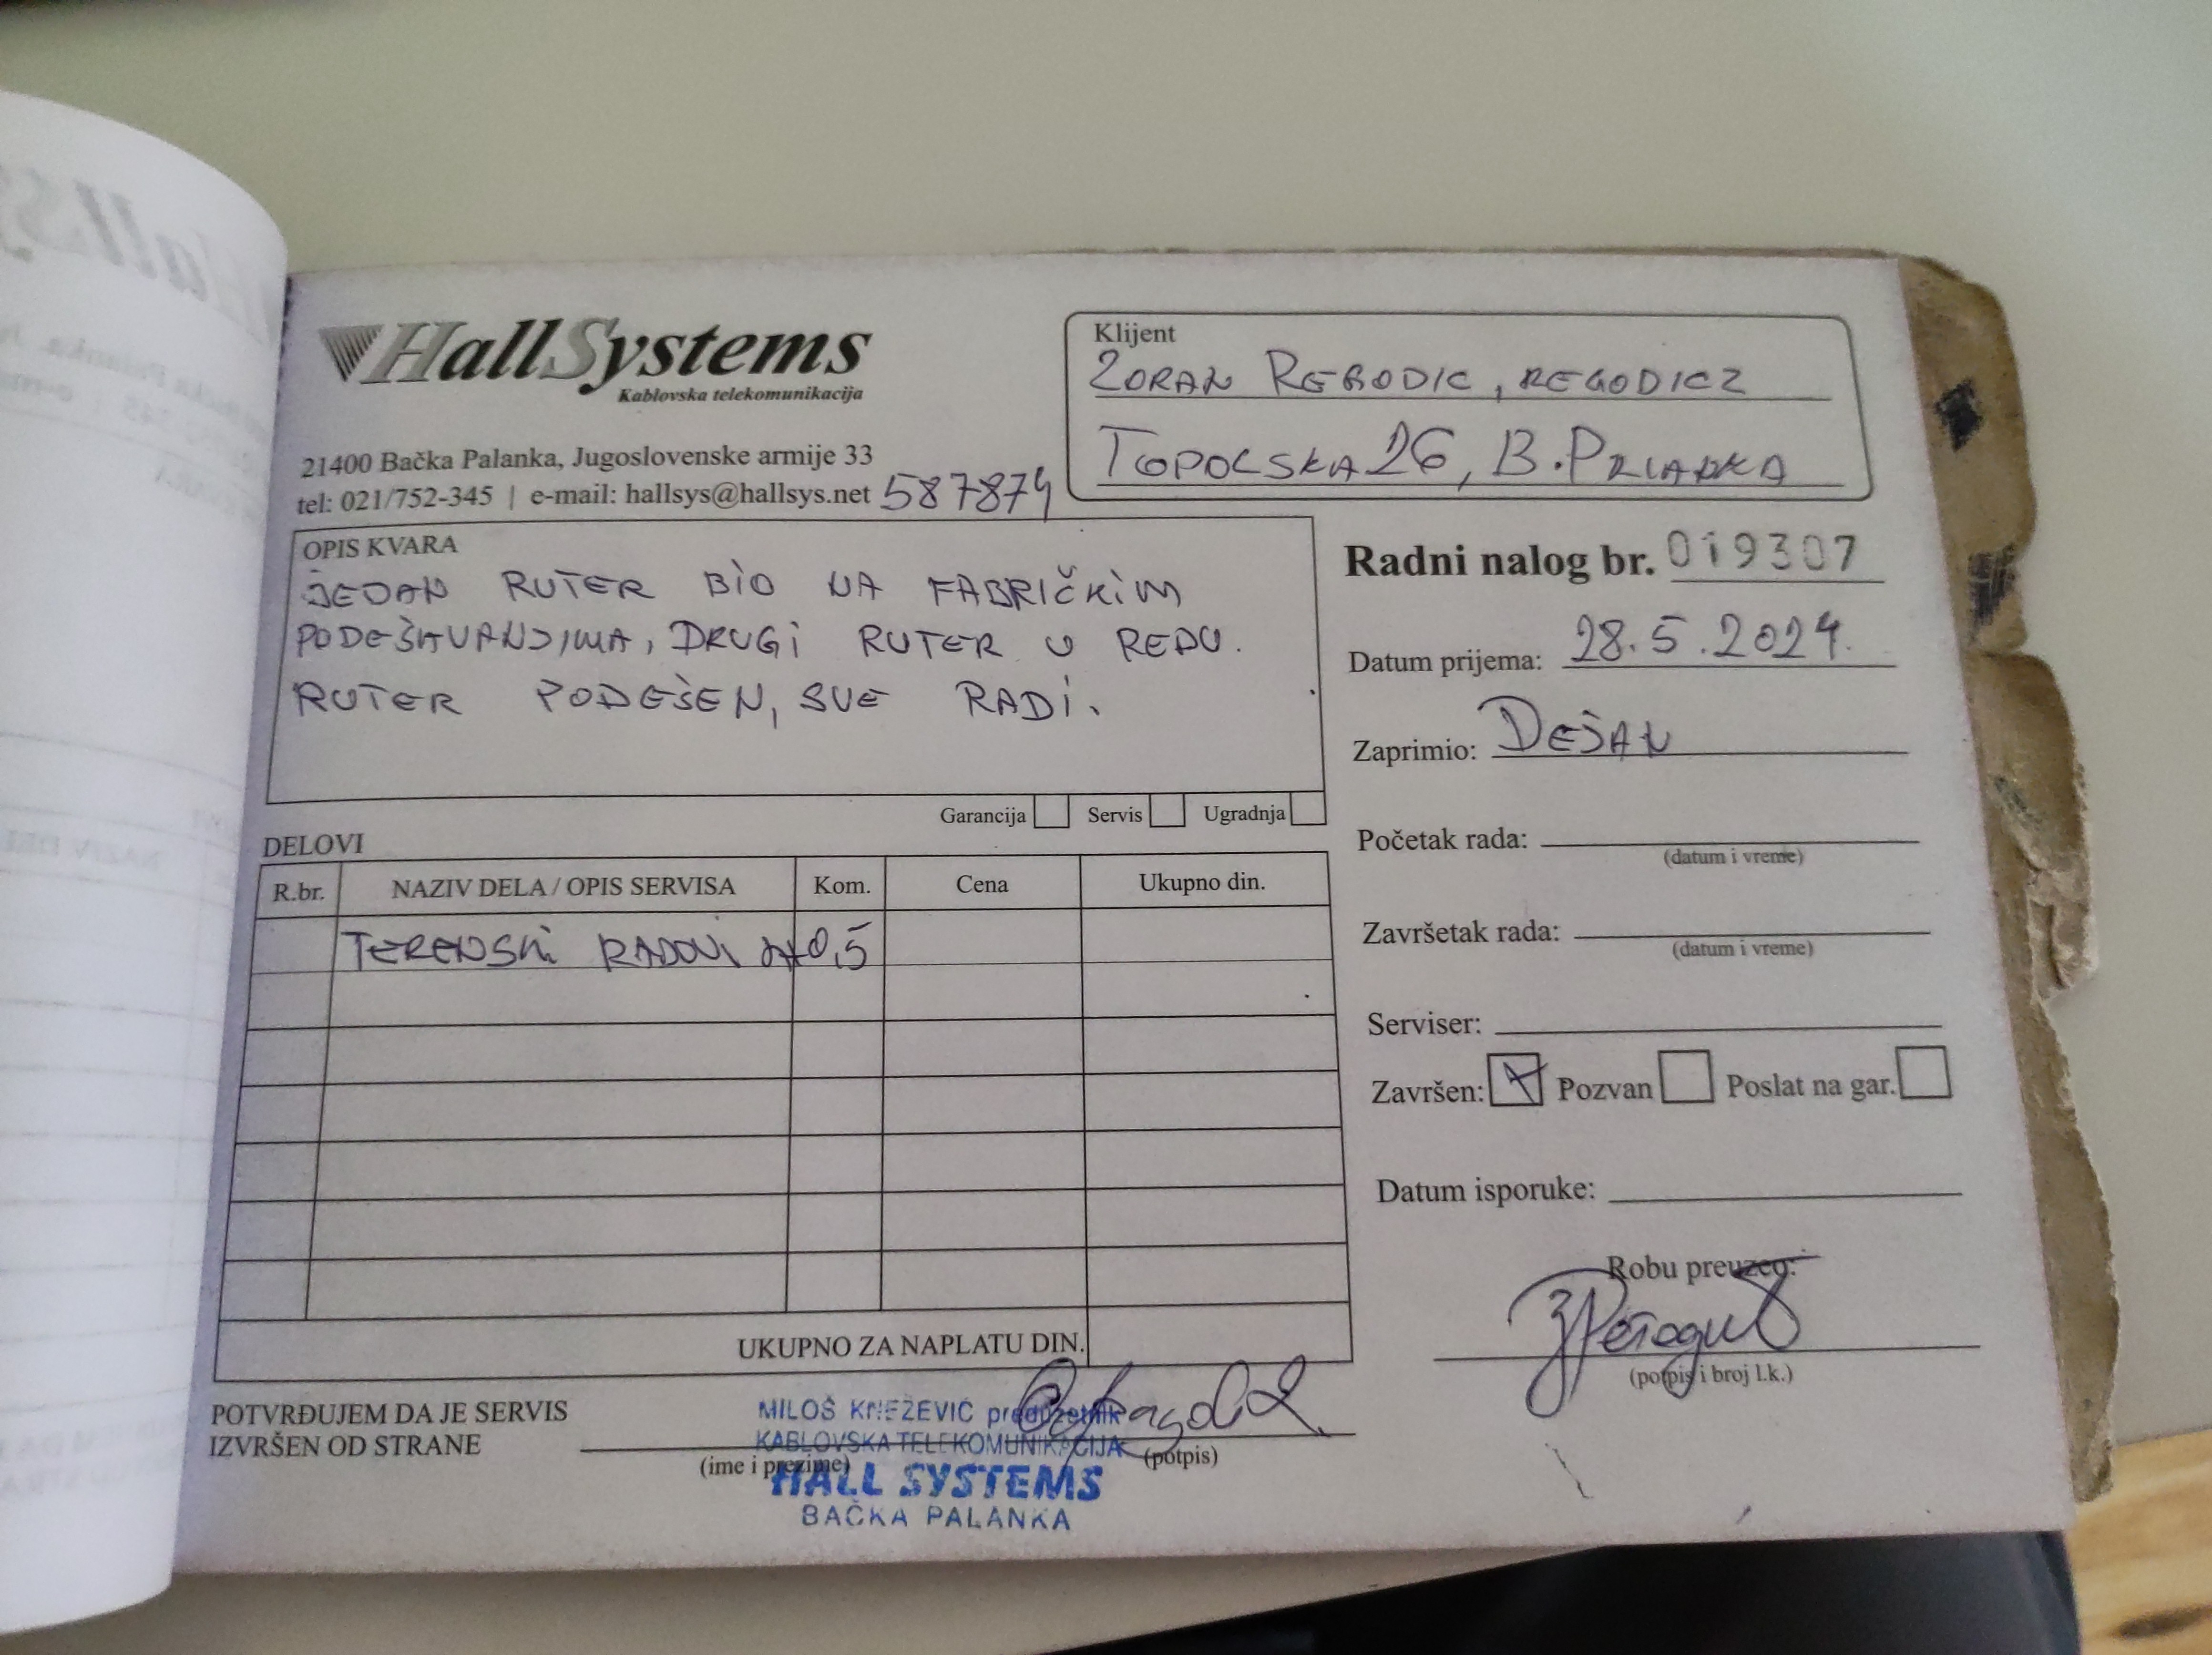 HallSystems
Kablovska telekomunikacija
21400 Bačka Palanka, Jugoslovenske armije 33
tel: 021/752-345 | e-mail: hallsys@hallsys.net 587874
Klijent
ZORAN REGODIC, REGODICZ
TOPOLSKA 26, B. PALANKA
OPIS KVARA
JEDAN RUTER BIO NA FABRIČKIM
PODEŠAVANJIMA, DRUGI RUTER U REDU.
RUTER PODEŠEN, SVE RADI.
Garancija Servis Ugradnja
Radni nalog br. 019307
Datum prijema: 28.5.2024.
Zaprimio: DEJAN
Početak rada:
(datum i vreme)
Završetak rada:
(datum i vreme)
Serviser:
Završen: Pozvan Poslat na gar.
Datum isporuke:
Robu preuzeo:
(potpis i broj l.k.)
DELOVI
R.br. NAZIV DELA / OPIS SERVISA Kom. Cena Ukupno din.
TERENSKI RADNI 0,5
UKUPNO ZA NAPLATU DIN.
POTVRĐUJEM DA JE SERVIS
IZVRŠEN OD STRANE
(ime i prezime) (potpis)
MILOŠ KNEŽEVIĆ preduzetnik
KABLOVSKA TELEKOMUNIKACIJA
HALL SYSTEMS
BAČKA PALANKA